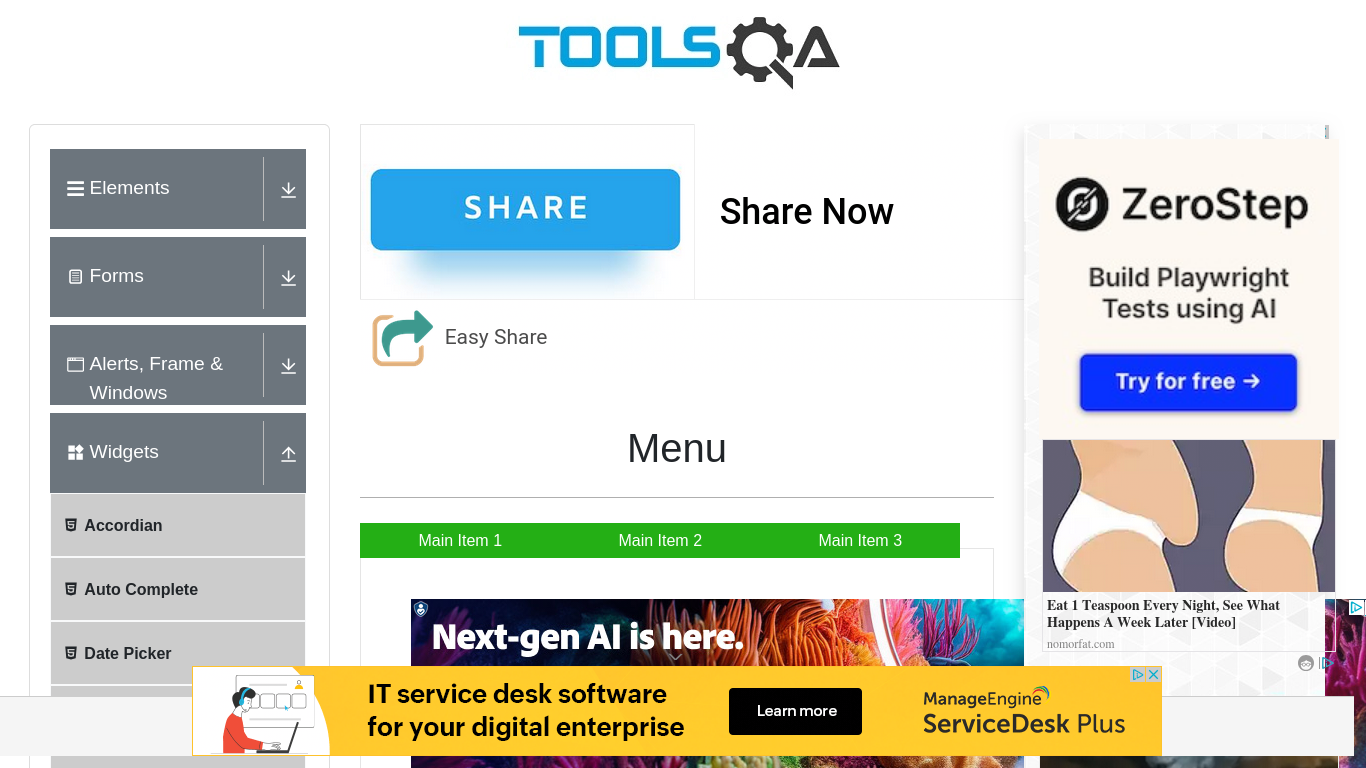 TOOLSQA
Elements
Forms
Alerts, Frame &
Windows
Widgets
Accordian
Auto Complete
Date Picker
SHARE
Share Now
Easy Share
Menu
Main Item 1
Main Item 2
Main Item 3
Next-gen AI is here.
ZeroStep
Build Playwright
Tests using AI
Try for free →
Eat 1 Teaspoon Every Night, See What
Happens A Week Later [Video]
nomorfat.com
IT service desk software
for your digital enterprise
Learn more
ManageEngine
ServiceDesk Plus